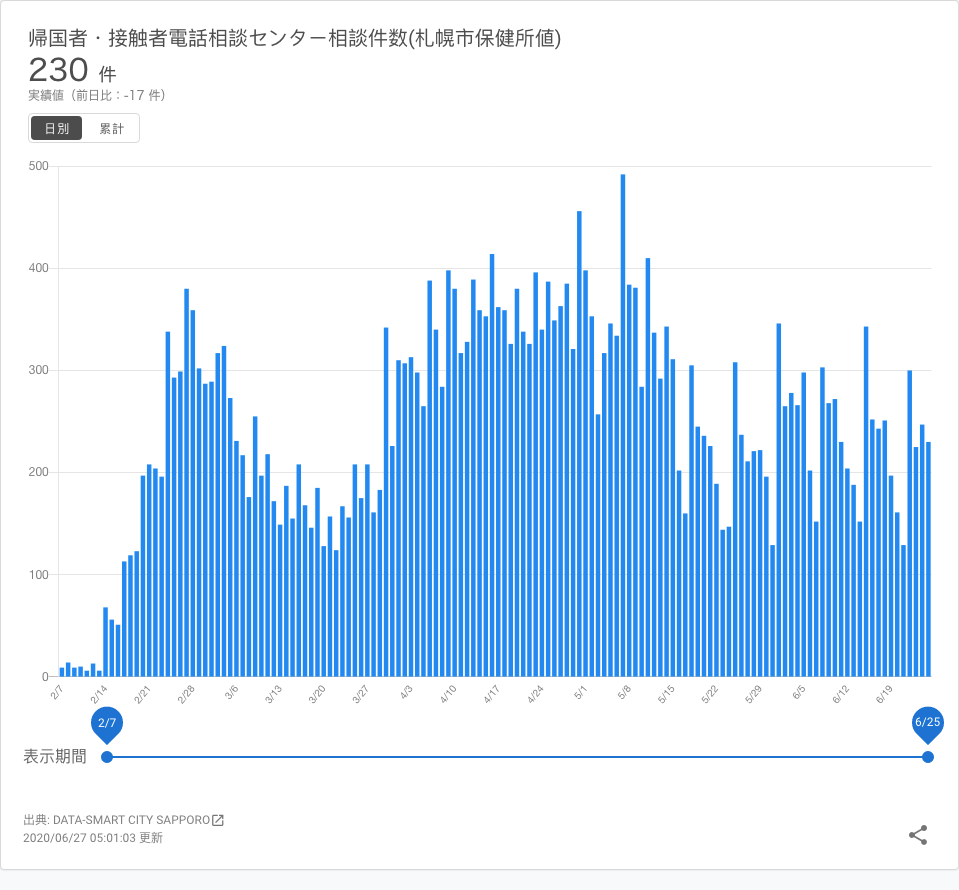 帰国者・接触者電話相談センター相談件数(札幌市保健所値)
230 件
実績値（前日比：-17 件）
日別 累計
500
400
300
200
100
0
2/7 2/14 2/21 2/28 3/6 3/13 3/20 3/27 4/3 4/10 4/17 4/24 5/1 5/8 5/15 5/22 5/29 6/5 6/12 6/19
2/7 6/25
表示期間
出典: DATA-SMART CITY SAPPORO
2020/06/27 05:01:03 更新